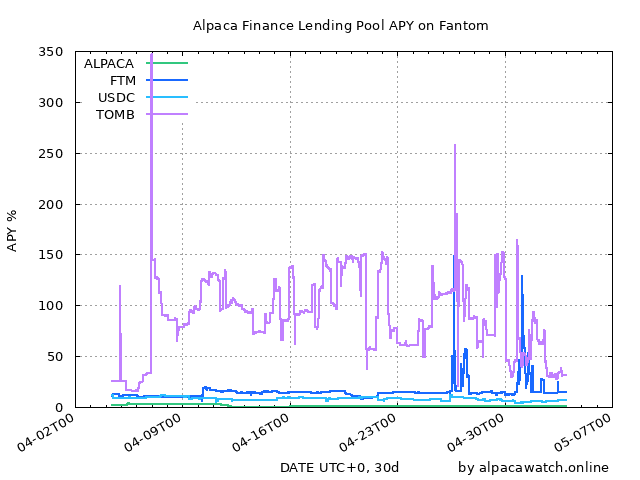 Alpaca Finance Lending Pool APY on Fantom
350
300
250
200
150
100
50
0
APY %
ALPACA
FTM
USDC
TOMB
04-02T00
04-09T00
04-16T00
04-23T00
04-30T00
05-07T00
DATE UTC+0, 30d
by alpacawatch.online